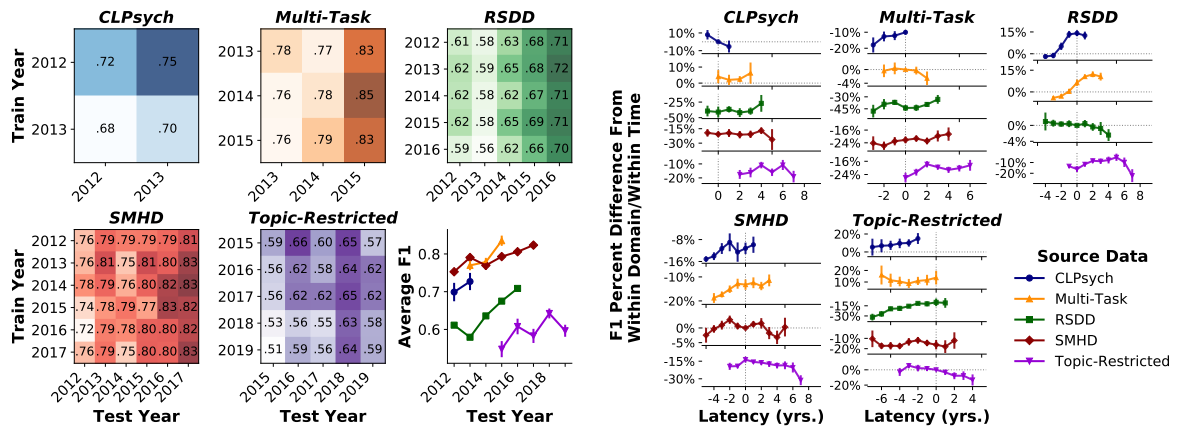 CLPsych
Multi-Task
RSDD
Train Year
2012
2013
.72 .75
.68 .70
2012 2013
2013
2014
2015
.78 .77 .83
.76 .78 .85
.76 .79 .83
2013 2014 2015
2012
2013
2014
2015
2016
.61 .58 .63 .68 .71
.62 .59 .65 .68 .72
.62 .58 .65 .69 .71
.62 .58 .65 .69 .71
.59 .56 .62 .66 .70
2012 2013 2014 2015 2016
SMHD
Topic-Restricted
Train Year
2012
2013
2014
2015
2016
2017
.76 .79 .79 .79 .79 .81
.76 .81 .75 .81 .80 .83
.78 .79 .76 .80 .82 .83
.74 .78 .79 .77 .82 .82
.72 .79 .78 .80 .80 .82
.76 .79 .75 .80 .80 .83
2012 2013 2014 2015 2016 2017
Test Year
2015
2016
2017
2018
2019
.59 .66 .60 .65 .57
.56 .62 .58 .64 .62
.56 .62 .62 .65 .62
.53 .56 .55 .63 .58
.51 .59 .56 .64 .59
2015 2016 2017 2018 2019
Test Year
Average F1
0.8
0.7
0.6
2012 2014 2016 2018
Test Year
F1 Percent Difference From
Within Domain/Within Time
CLPsych
10%
-10%
10%
0%
-25%
-50%
-15%
-30%
-10%
-20%
0 2 4 6 8
Multi-Task
-10%
-20%
0%
-4%
-30%
-45%
-16%
-24%
-16%
-24%
-4 -2 0 2 4 6
RSDD
15%
0%
15%
0%
0%
-4%
-10%
-20%
-4 -2 0 2 4 6 8
SMHD
-8%
-16%
-10%
-20%
0%
-5%
-15%
-30%
-4 -2 0 2 4 6 8
Latency (yrs.)
Topic-Restricted
20%
0%
20%
10%
-15%
-30%
-10%
-20%
0%
-20%
-6 -4 -2 0 2 4
Latency (yrs.)
Source Data
CLPsych
Multi-Task
RSDD
SMHD
Topic-Restricted